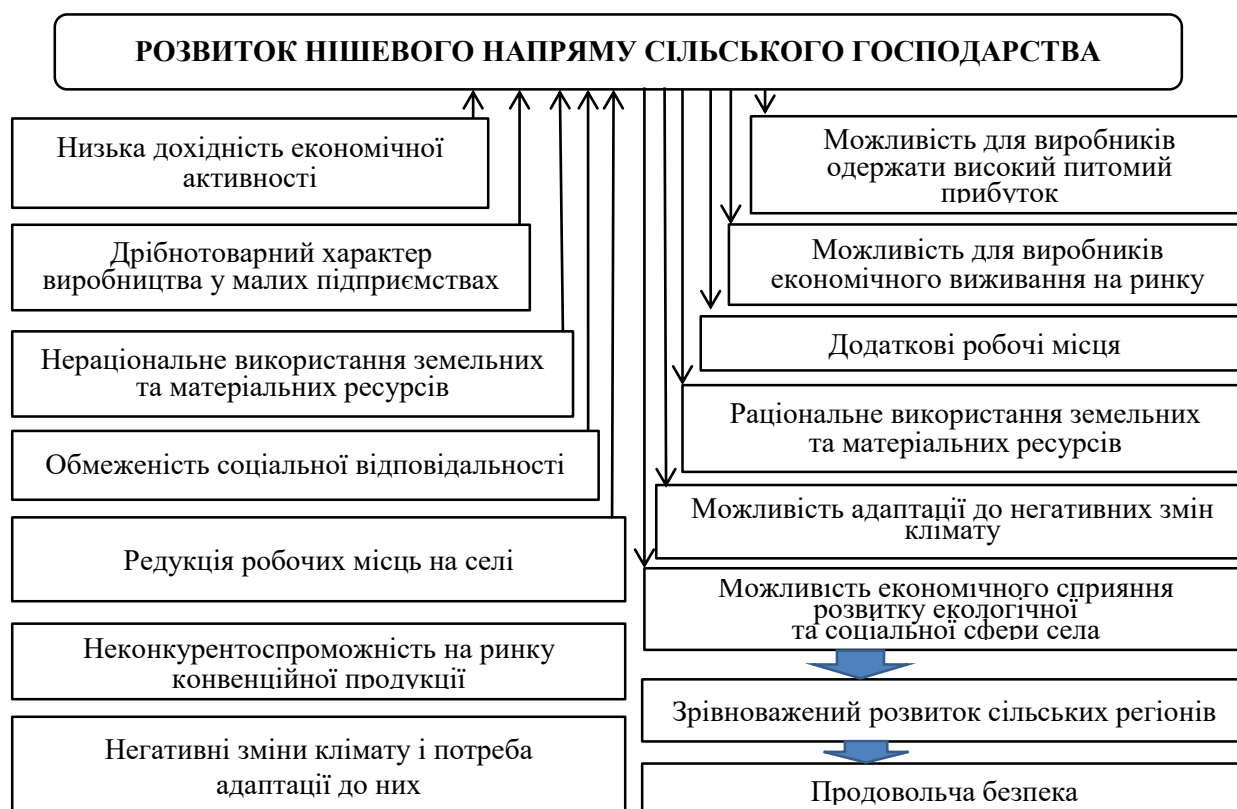 РОЗВИТОК НІШЕВОГО НАПРЯМУ СІЛЬСЬКОГО ГОСПОДАРСТВА
Низька дохідність економічної
активності
Дрібнотоварний характер
виробництва у малих підприємствах
Нераціональне використання земельних
та матеріальних ресурсів
Обмеженість соціальної відповідальності
Редукція робочих місць на селі
Неконкурентоспроможність на ринку
конвенційної продукції
Негативні зміни клімату і потреба
адаптації до них
Можливість для виробників
одержати високий питомий
прибуток
Можливість для виробників
економічного виживання на ринку
Додаткові робочі місця
Раціональне використання земельних
та матеріальних ресурсів
Можливість адаптації до негативних змін
клімату
Можливість економічного сприяння
розвитку екологічної
та соціальної сфери села
Зрівноважений розвиток сільських регіонів
Продовольча безпека